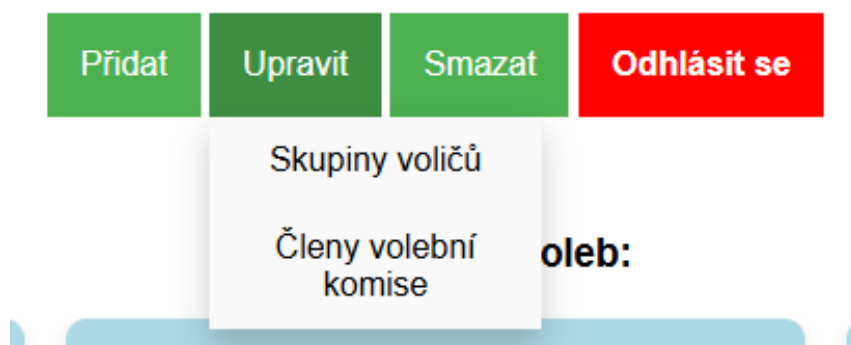 Přidat Upravit Smazat Odhlásit se
Skupiny voličů
Členy volební
komise
oleb: